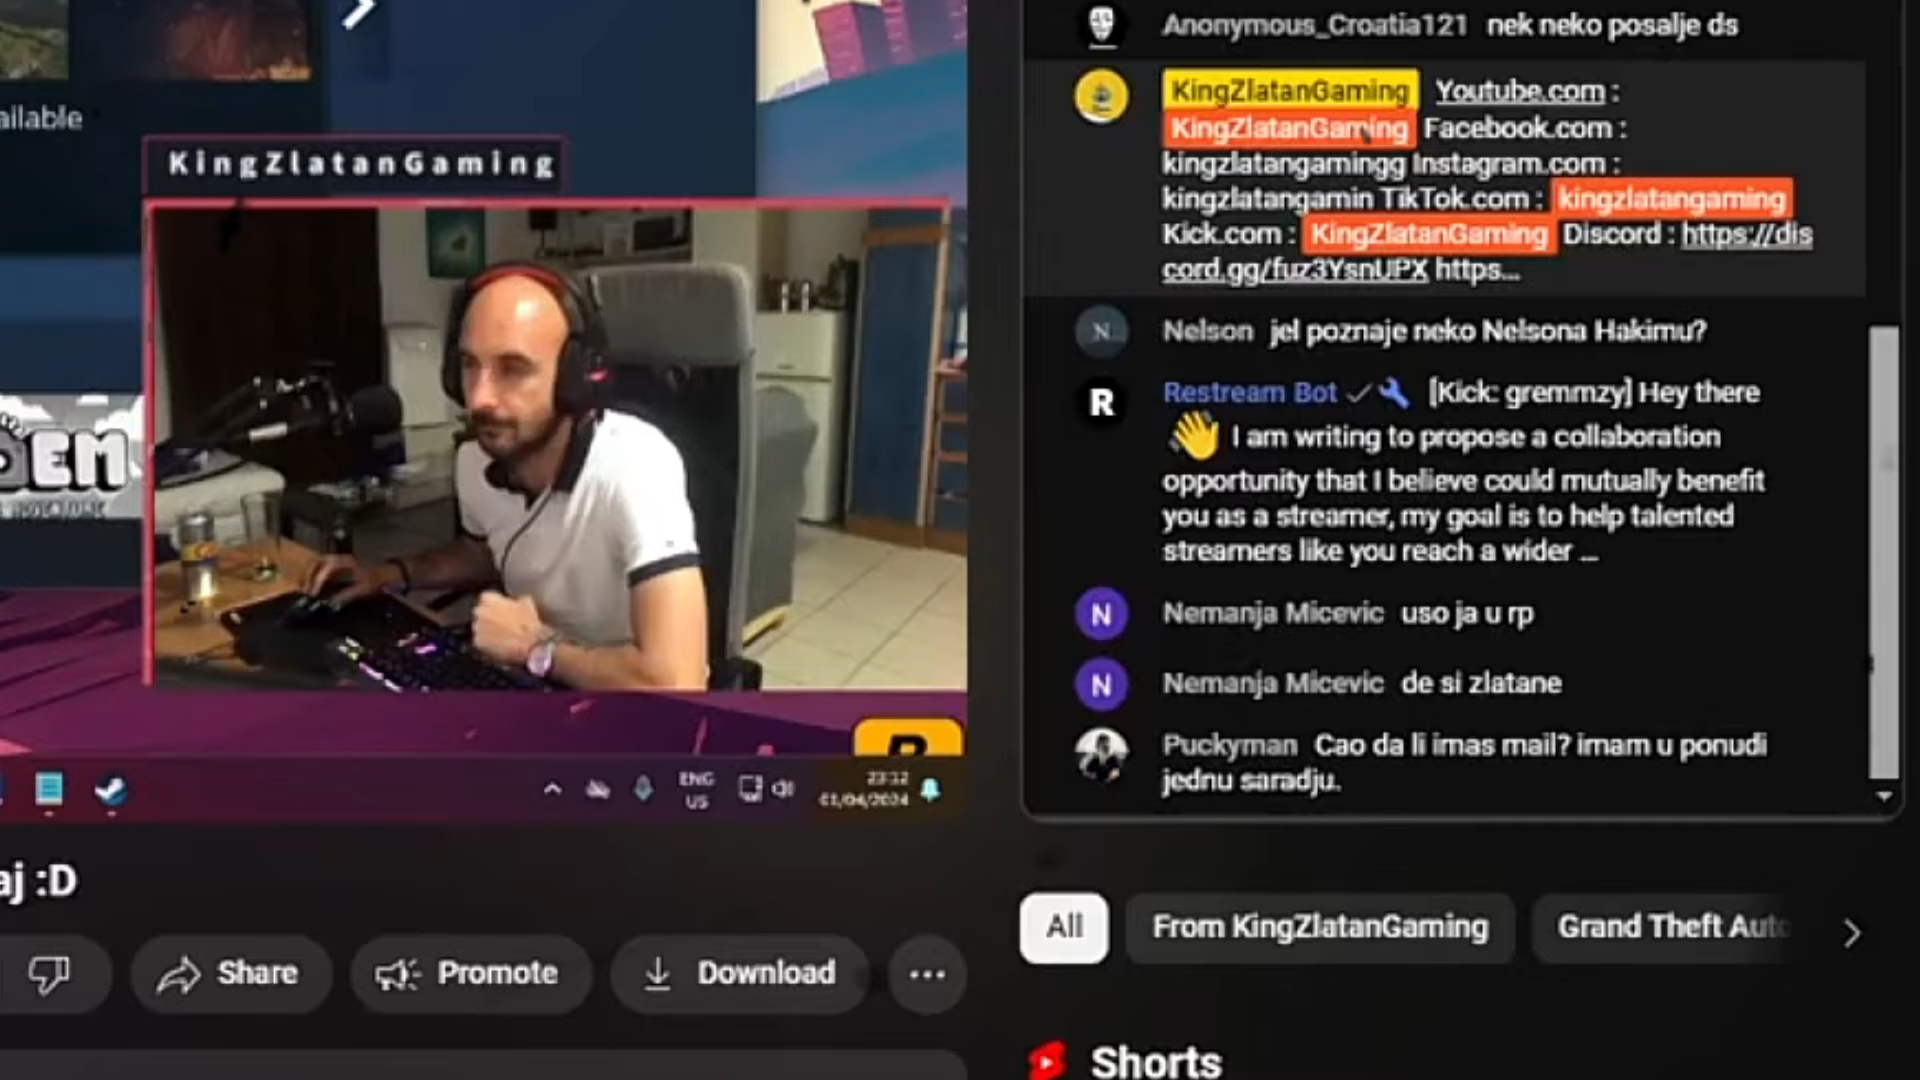 ailable
KingZlatanGaming
EM
ENG
US
23:12
01/04/2024
aj :D
Share
Promote
Download
Anonymous_Croatia121 nek neko posalje ds
KingZlatanGaming Youtube.com :
KingZlatanGaming Facebook.com :
kingzlatangamingg Instagram.com :
kingzlatangamin TikTok.com : kingzlatangaming
Kick.com : KingZlatanGaming Discord : https://dis
cord.gg/fuz3YsnUPX https...
N Nelson jel poznaje neko Nelsona Hakimu?
R Restream Bot [Kick: gremmzy] Hey there
👋 I am writing to propose a collaboration
opportunity that I believe could mutually benefit
you as a streamer, my goal is to help talented
streamers like you reach a wider ...
N Nemanja Micevic uso ja u rp
N Nemanja Micevic de si zlatane
Puckyman Cao da li imas mail? imam u ponudi
jednu saradju.
All
From KingZlatanGaming
Grand Theft Auto
Shorts